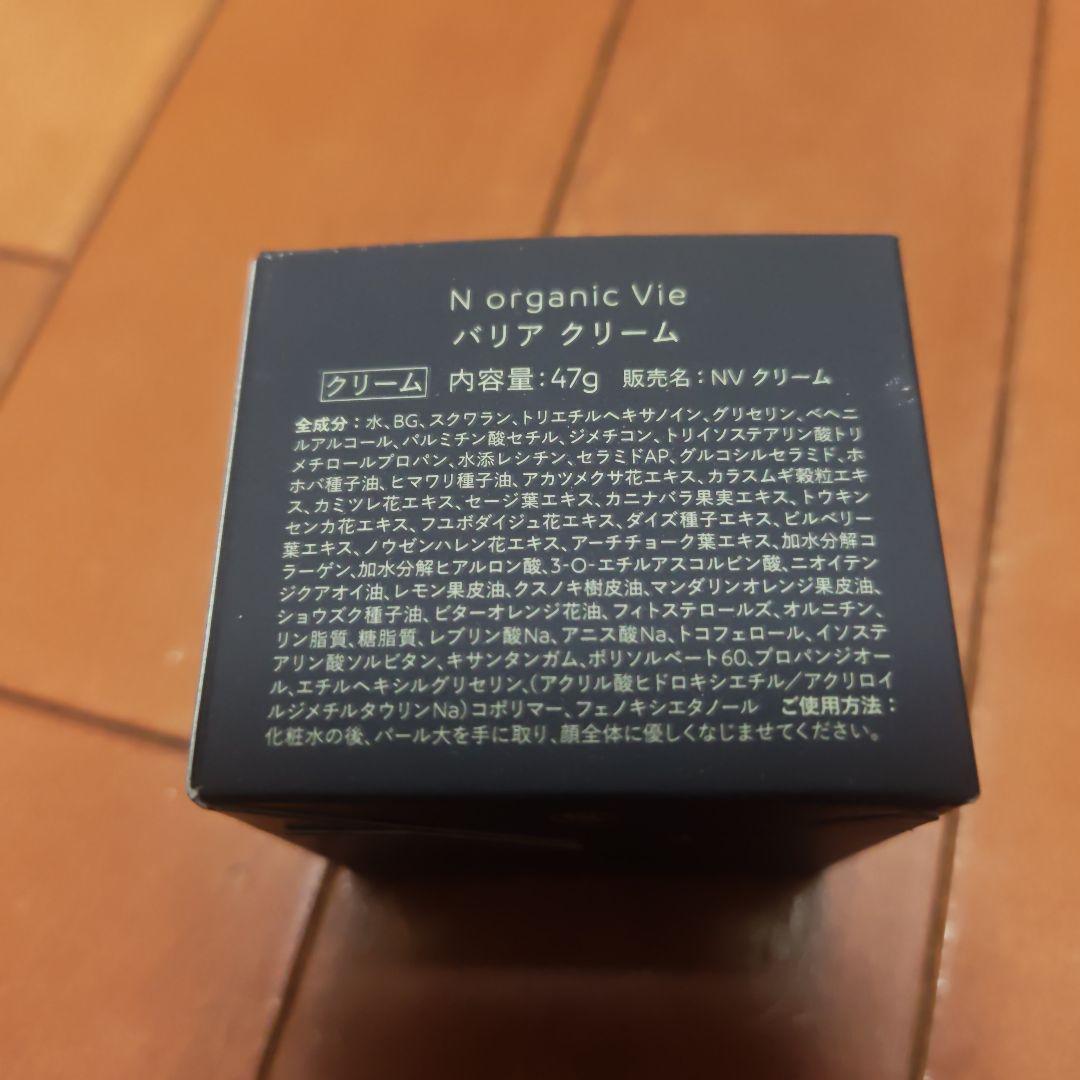 N organic Vie
バリア クリーム
クリーム 内容量:47g 販売名:NV クリーム
全成分:水、BG、スクワラン、トリエチルヘキサノイン、グリセリン、ベヘニ
ルアルコール、パルミチン酸セチル、ジメチコン、トリイソステアリン酸トリ
メチロールプロパン、水添レシチン、セラミドAP、グルコシルセラミド、ホ
ホバ種子油、ヒマワリ種子油、アカツメクサ花エキス、カラスムギ穀粒エキ
ス、カミツレ花エキス、セージ葉エキス、カニナバラ果実エキス、トウキン
センカ花エキス、フユボダイジュ花エキス、ダイズ種子エキス、ビルベリー
葉エキス、ノウゼンハレン花エキス、アーチチョーク葉エキス、加水分解コ
ラーゲン、加水分解ヒアルロン酸、3-O-エチルアスコルビン酸、ニオイテン
ジクアオイ油、レモン果皮油、クスノキ樹皮油、マンダリンオレンジ果皮油、
ショウズク種子油、ビターオレンジ花油、フィトステロールズ、オルニチン、
リン脂質、糖脂質、レブリン酸Na、アニス酸Na、トコフェロール、イソステ
アリン酸ソルビタン、キサンタンガム、ポリソルベート60、プロパンジオー
ル、エチルヘキシルグリセリン、(アクリル酸ヒドロキシエチル/アクリロイ
ルジメチルタウリンNa)コポリマー、フェノキシエタノール ご使用方法:
化粧水の後、パール大を手に取り、顔全体に優しくなじませてください。